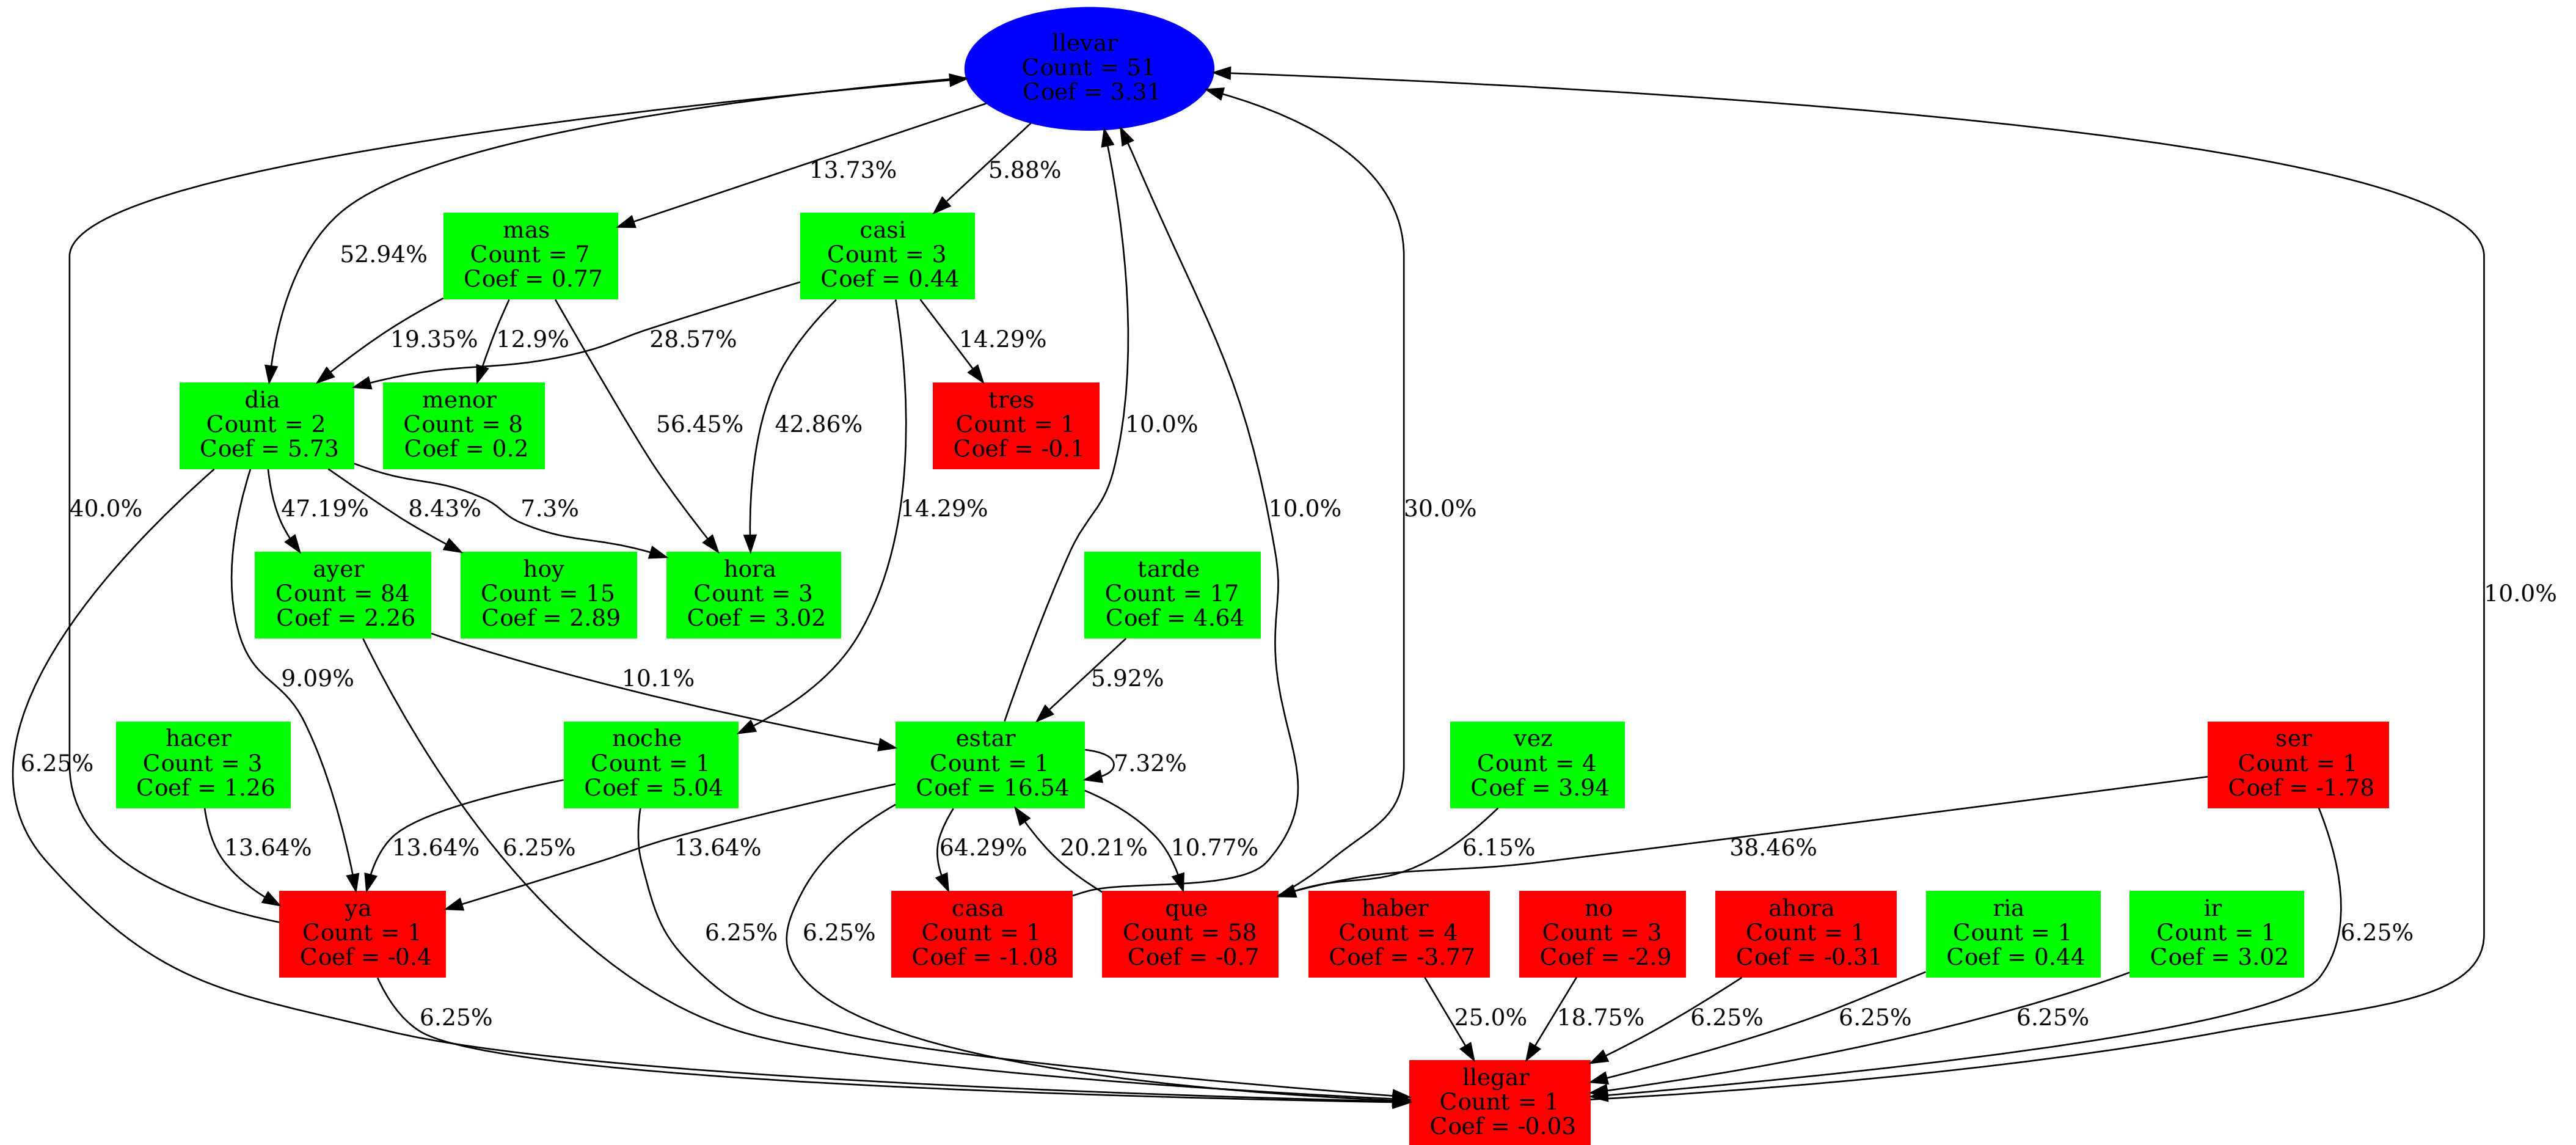 llevar
Count = 51
Coef = 3.31
13.73%
5.88%
mas
Count = 7
Coef = 0.77
casi
Count = 3
Coef = 0.44
52.94%
19.35%
12.9%
28.57%
14.29%
dia
Count = 2
Coef = 5.73
menor
Count = 8
Coef = 0.2
56.45%
42.86%
tres
Count = 1
Coef = -0.1
10.0%
40.0%
47.19%
8.43%
7.3%
14.29%
10.0%
30.0%
ayer
Count = 84
Coef = 2.26
hoy
Count = 15
Coef = 2.89
hora
Count = 3
Coef = 3.02
tarde
Count = 17
Coef = 4.64
10.0%
9.09%
10.1%
5.92%
6.25%
hacer
Count = 3
Coef = 1.26
noche
Count = 1
Coef = 5.04
estar
Count = 1
Coef = 16.54
7.32%
vez
Count = 4
Coef = 3.94
ser
Count = 1
Coef = -1.78
13.64%
13.64%
6.25%
13.64%
64.29%
20.21%
10.77%
6.15%
38.46%
ya
Count = 1
Coef = -0.4
6.25%
6.25%
casa
Count = 1
Coef = -1.08
que
Count = 58
Coef = -0.7
haber
Count = 4
Coef = -3.77
no
Count = 3
Coef = -2.9
ahora
Count = 1
Coef = -0.31
ria
Count = 1
Coef = 0.44
ir
Count = 1
Coef = 3.02
6.25%
6.25%
25.0%
18.75%
6.25%
6.25%
6.25%
llegar
Count = 1
Coef = -0.03